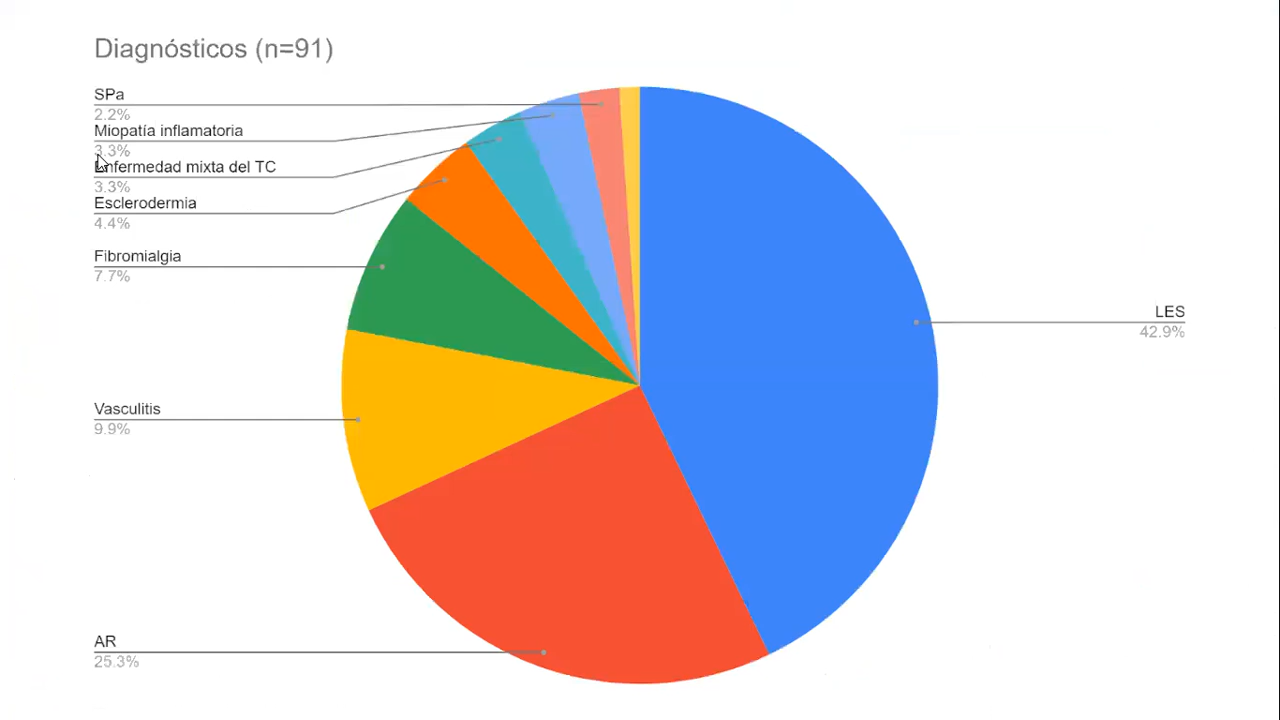 Diagnósticos (n=91)
SPa
2.2%
Miopatía inflamatoria
3.3%
Enfermedad mixta del TC
3.3%
Esclerodermia
4.4%
Fibromialgia
7.7%
LES
42.9%
Vasculitis
9.9%
AR
25.3%